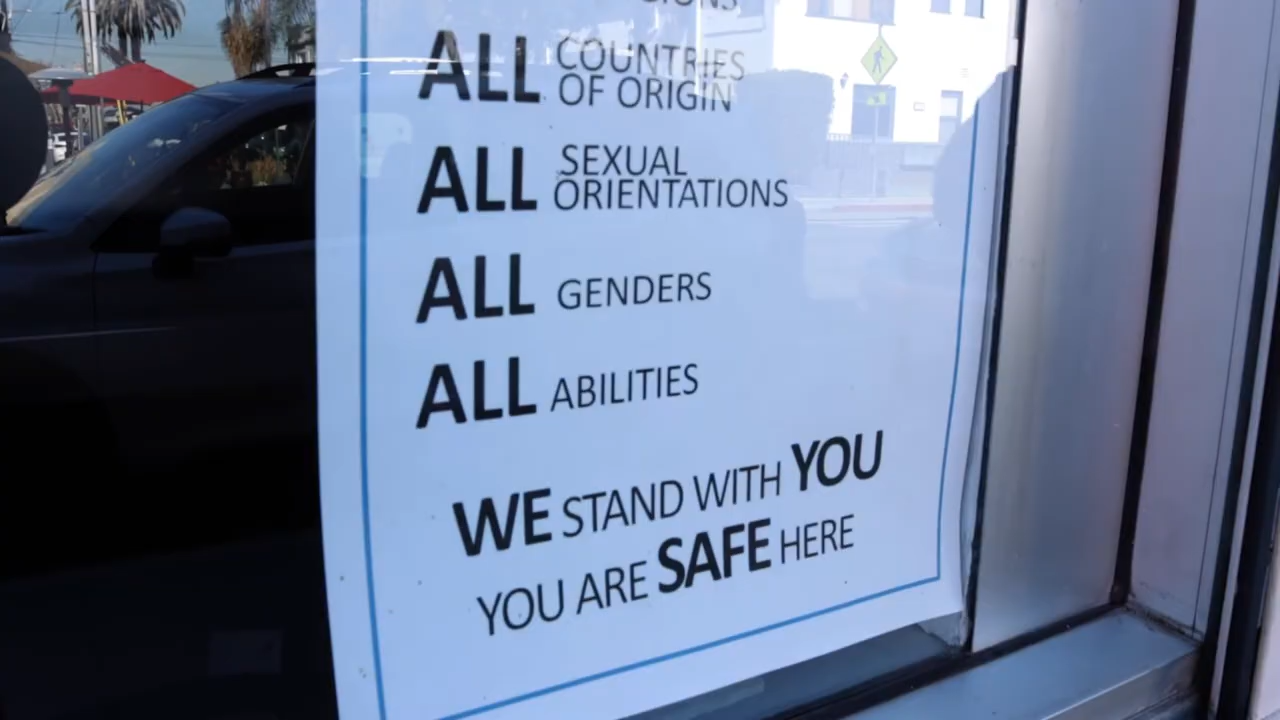 ALL COUNTRIES
OF ORIGIN
ALL SEXUAL
ORIENTATIONS
ALL GENDERS
ALL ABILITIES
WE STAND WITH YOU
YOU ARE SAFE HERE